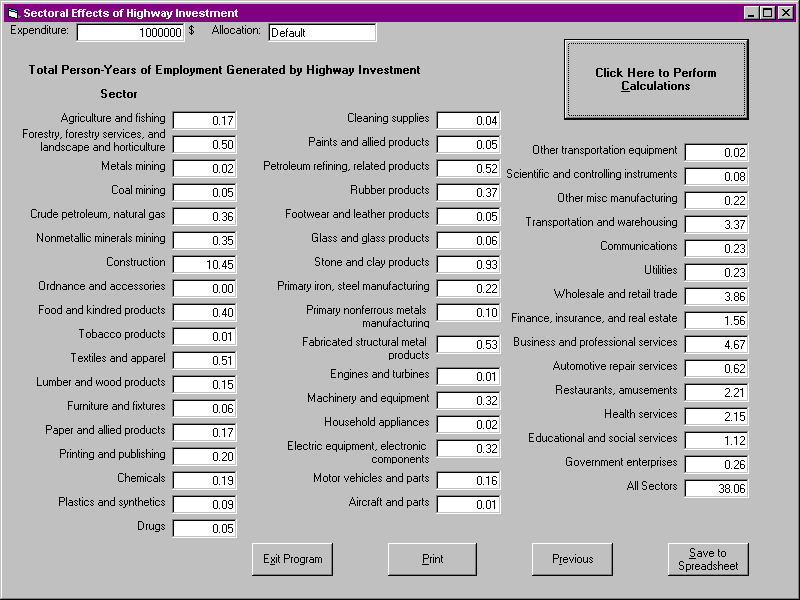 Sectoral Effects of Highway Investment
Expenditure: 1000000 $ Allocation: Default
Click Here to Perform
Calculations
Total Person-Years of Employment Generated by Highway Investment
Sector
Agriculture and fishing 0.17
Forestry, forestry services, and
landscape and horticulture 0.50
Metals mining 0.02
Coal mining 0.05
Crude petroleum, natural gas 0.36
Nonmetallic minerals mining 0.35
Construction 10.45
Ordnance and accessories 0.00
Food and kindred products 0.40
Tobacco products 0.01
Textiles and apparel 0.51
Lumber and wood products 0.15
Furniture and fixtures 0.06
Paper and allied products 0.17
Printing and publishing 0.20
Chemicals 0.19
Plastics and synthetics 0.09
Drugs 0.05
Cleaning supplies 0.04
Paints and allied products 0.05
Petroleum refining, related products 0.52
Rubber products 0.37
Footwear and leather products 0.05
Glass and glass products 0.06
Stone and clay products 0.93
Primary iron, steel manufacturing 0.22
Primary nonferrous metals 0.10
manufacturing
Fabricated structural metal 0.53
products
Engines and turbines 0.01
Machinery and equipment 0.32
Household appliances 0.02
Electric equipment, electronic 0.32
components
Motor vehicles and parts 0.16
Aircraft and parts 0.01
Other transportation equipment 0.02
Scientific and controlling instruments 0.08
Other misc manufacturing 0.22
Transportation and warehousing 3.37
Communications 0.23
Utilities 0.23
Wholesale and retail trade 3.86
Finance, insurance, and real estate 1.56
Business and professional services 4.67
Automotive repair services 0.62
Restaurants, amusements 2.21
Health services 2.15
Educational and social services 1.12
Government enterprises 0.26
All Sectors 38.06
Exit Program
Print
Previous
Save to
Spreadsheet